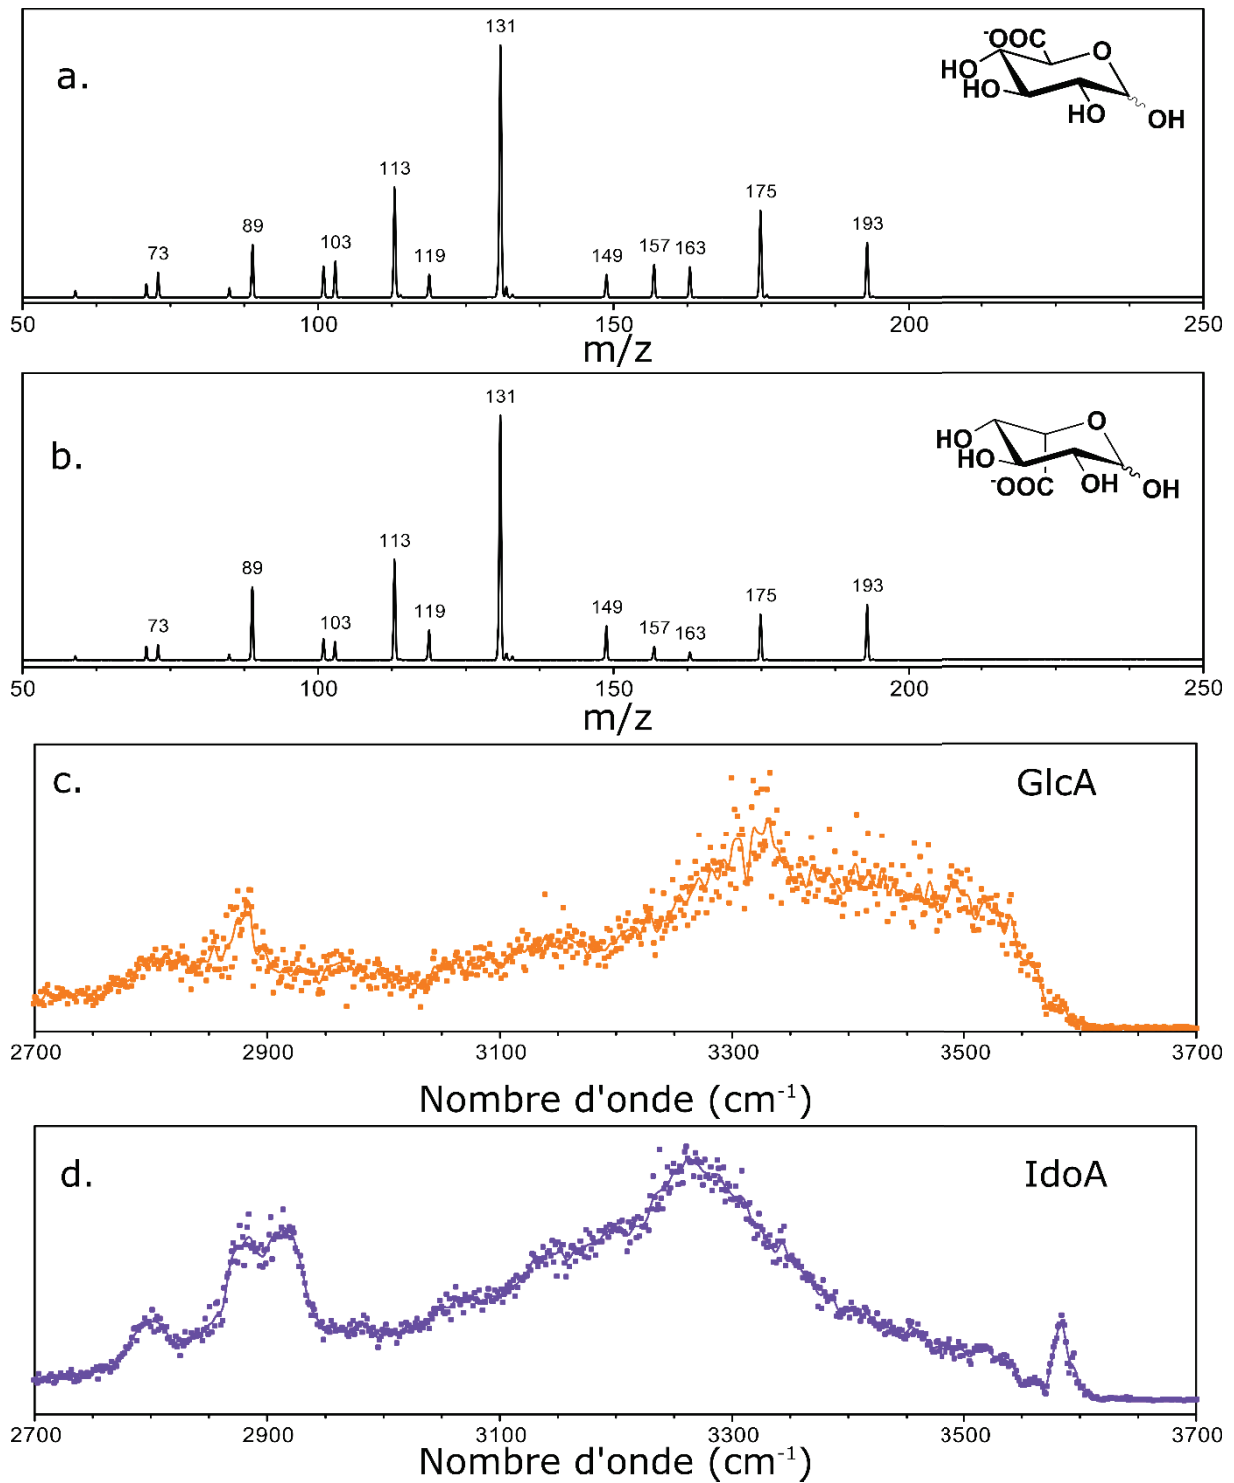 131
a.
-OOC
O
HO
HO
HO
OH
113
175
89
193
73
103
119
149
157
163
50
100
150
200
250
m/z
131
b.
O
HO
HO
-OOC
OH
OH
113
89
193
175
119
149
73
103
157
163
50
100
150
200
250
m/z
c.
GlcA
2700
2900
3100
3300
3500
3700
Nombre d'onde (cm-1)
d.
IdoA
2700
2900
3100
3300
3500
3700
Nombre d'onde (cm-1)